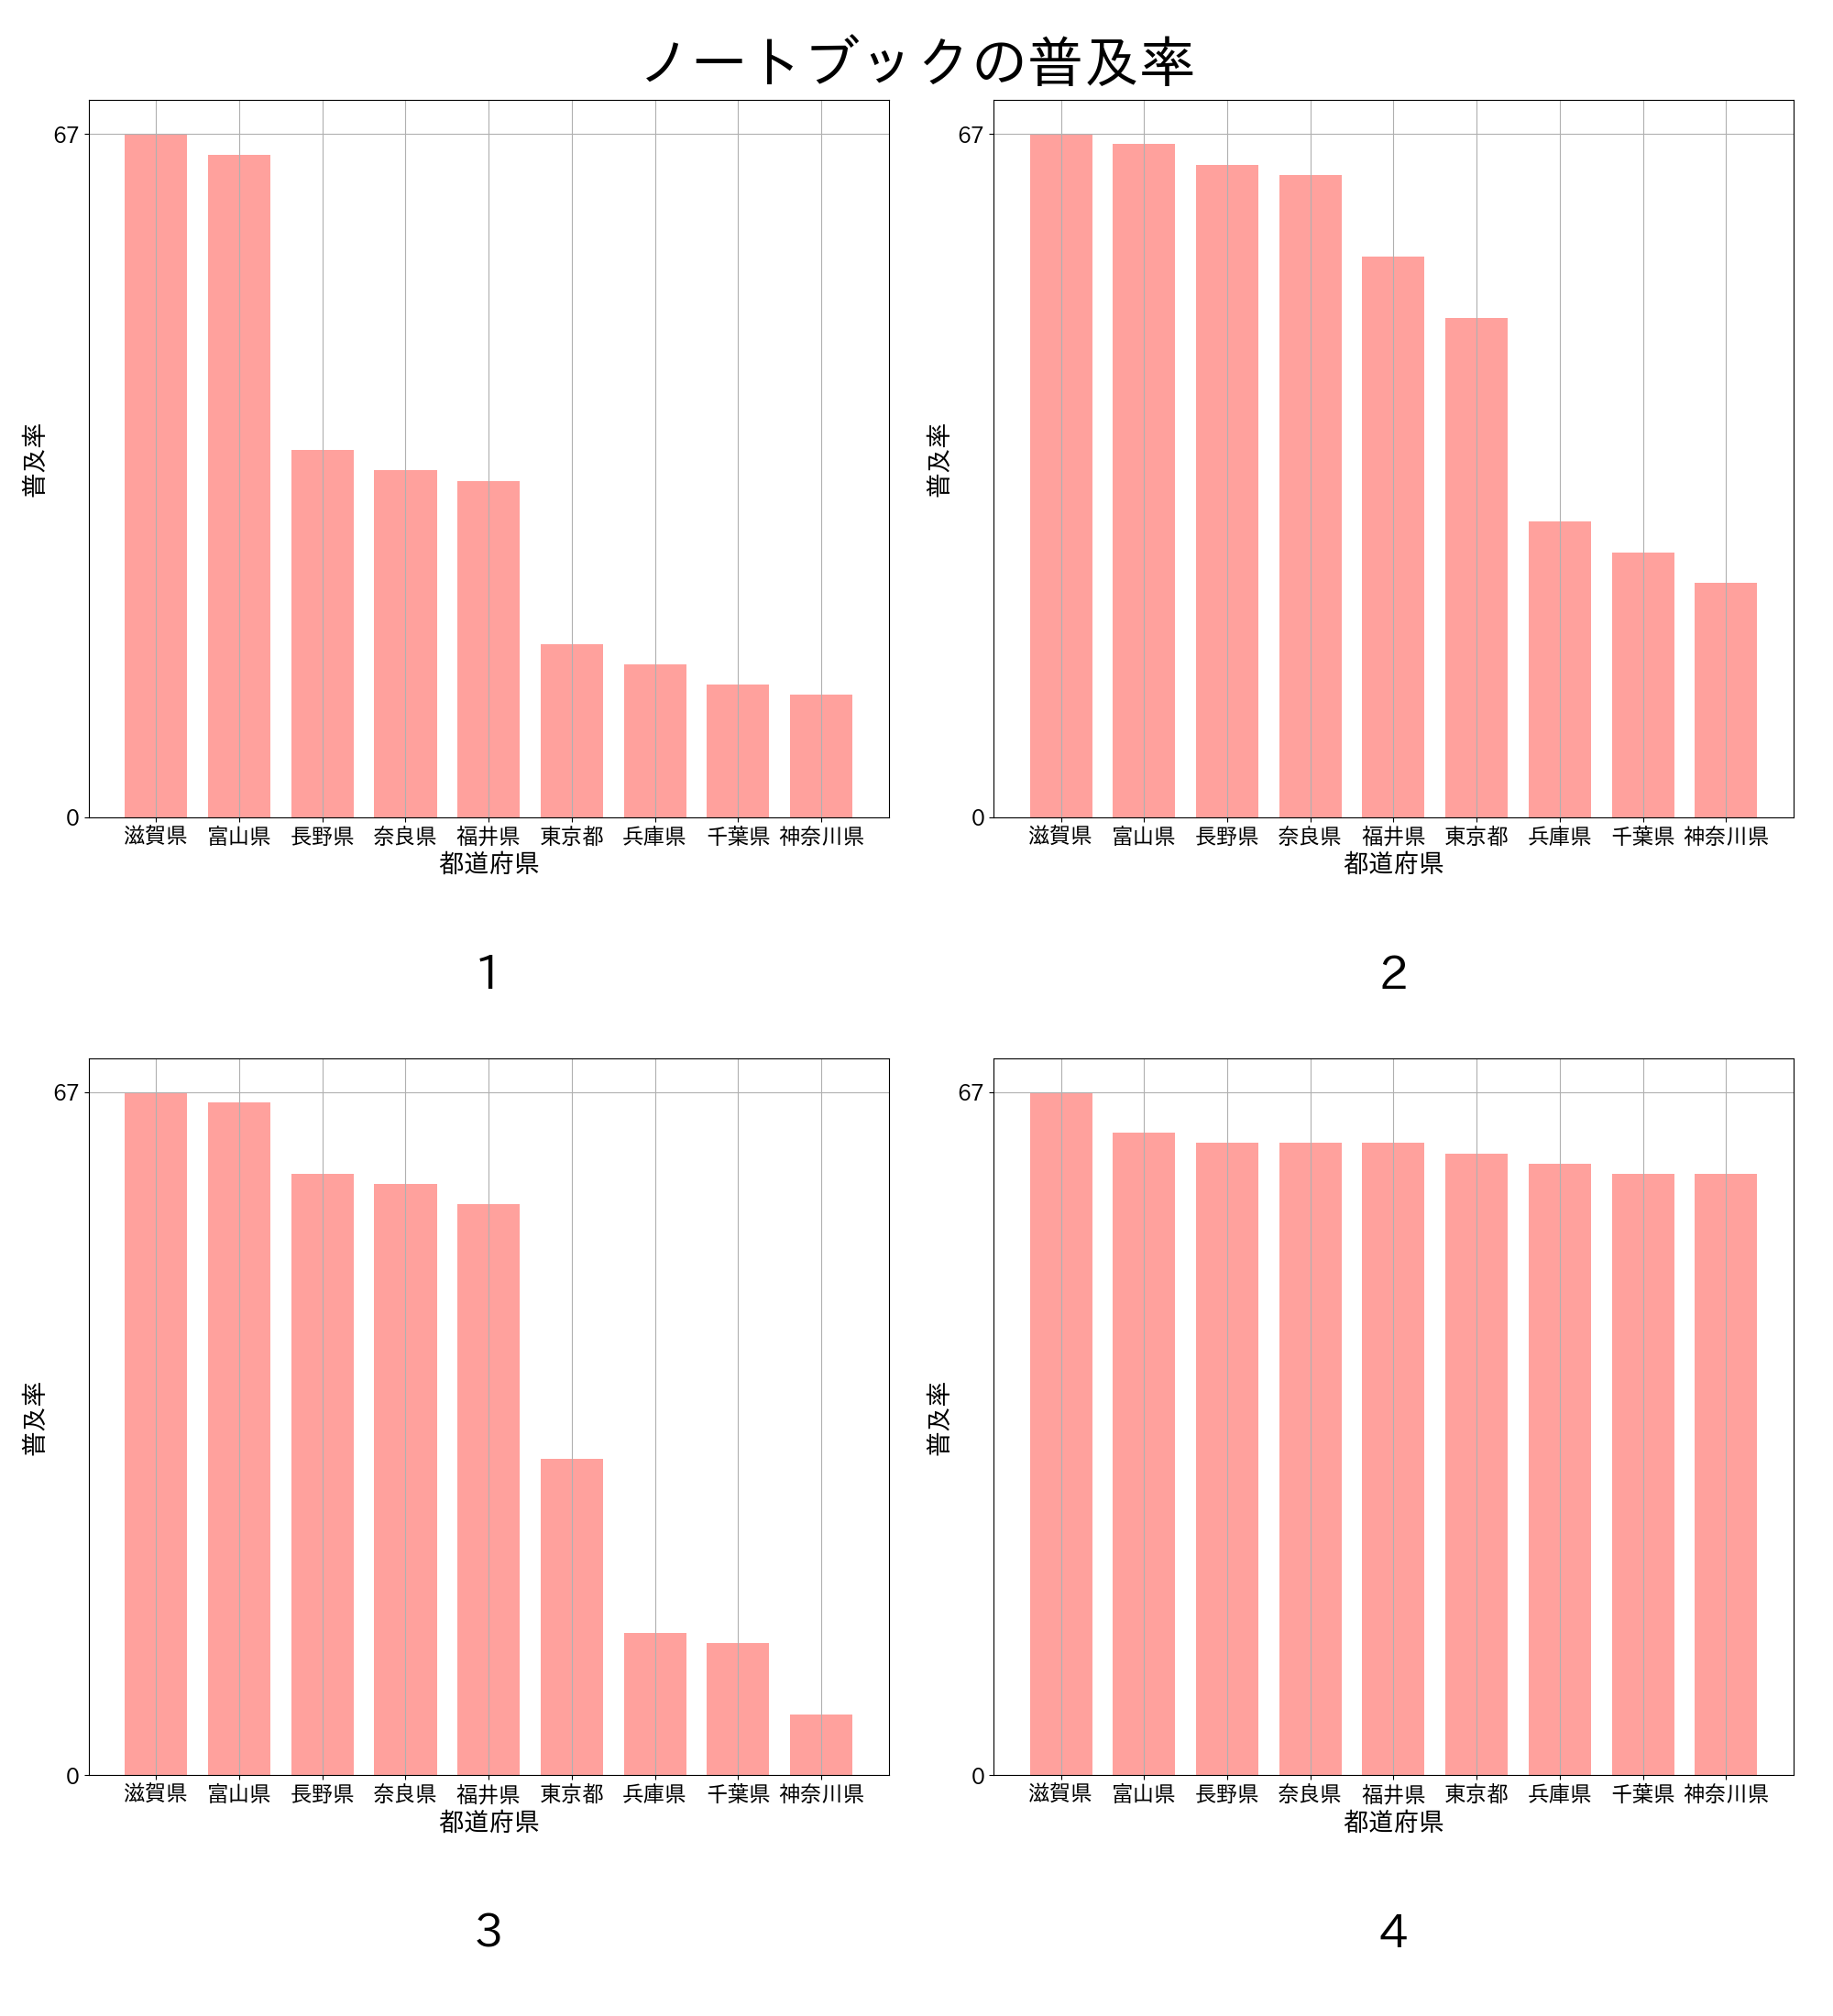 ノートブックの普及率
67
0
普及率
滋賀県 富山県 長野県 奈良県 福井県 東京都 兵庫県 千葉県 神奈川県
都道府県
1
67
0
普及率
滋賀県 富山県 長野県 奈良県 福井県 東京都 兵庫県 千葉県 神奈川県
都道府県
2
67
0
普及率
滋賀県 富山県 長野県 奈良県 福井県 東京都 兵庫県 千葉県 神奈川県
都道府県
3
67
0
普及率
滋賀県 富山県 長野県 奈良県 福井県 東京都 兵庫県 千葉県 神奈川県
都道府県
4